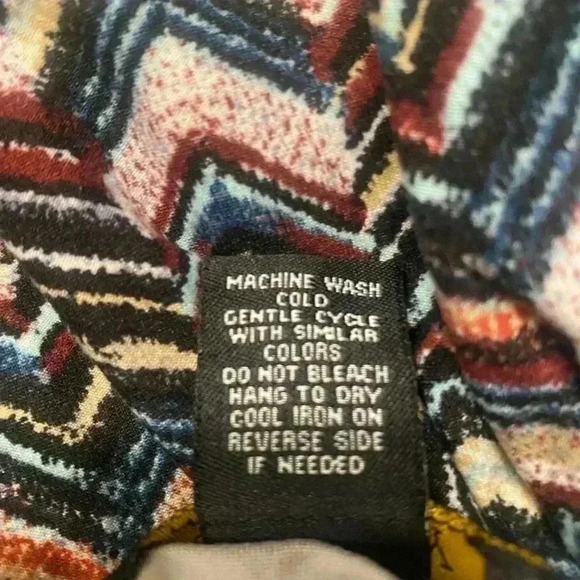 MACHINE WASH
COLD
GENTLE CYCLE
WITH SIMILAR
COLORS
DO NOT BLEACH
HANG TO DRY
COOL IRON ON
REVERSE SIDE
IF NEEDED